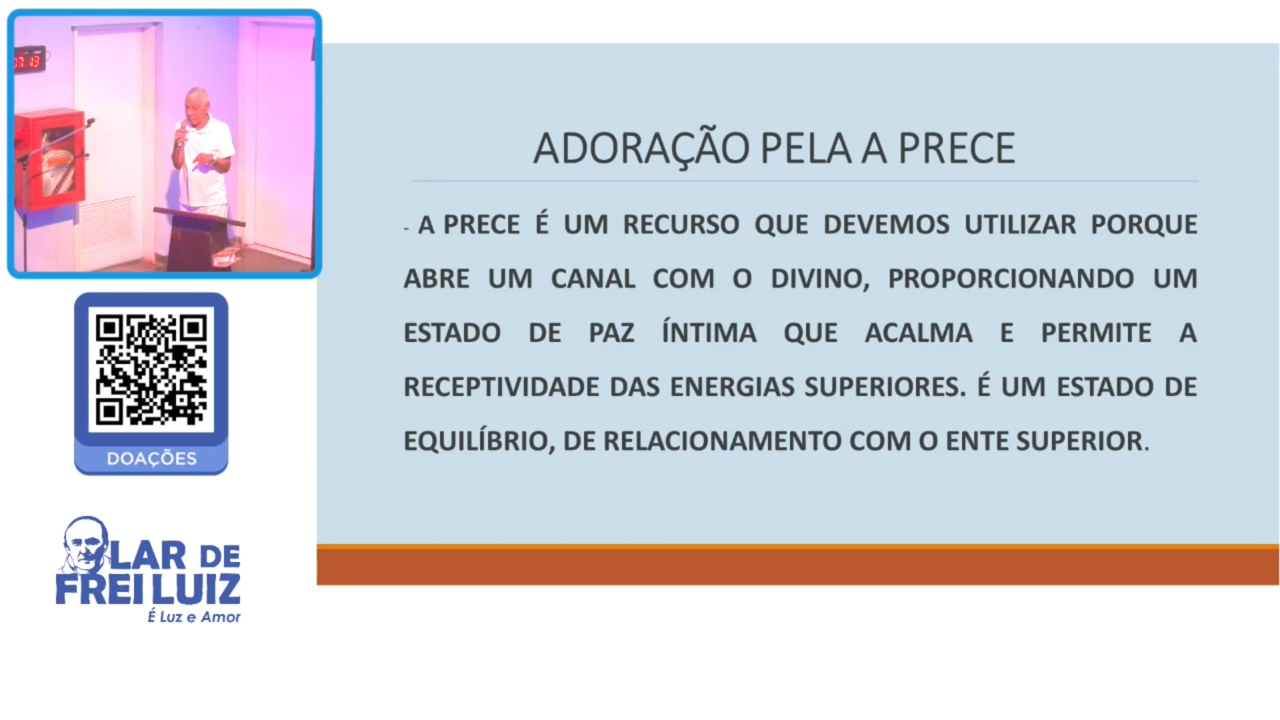 07 13
DOAÇÕES
LAR DE
FREI LUIZ
É Luz e Amor
ADORAÇÃO PELA A PRECE
- A PRECE É UM RECURSO QUE DEVEMOS UTILIZAR PORQUE
ABRE UM CANAL COM O DIVINO, PROPORCIONANDO UM
ESTADO DE PAZ ÍNTIMA QUE ACALMA E PERMITE A
RECEPTIVIDADE DAS ENERGIAS SUPERIORES. É UM ESTADO DE
EQUILÍBRIO, DE RELACIONAMENTO COM O ENTE SUPERIOR.